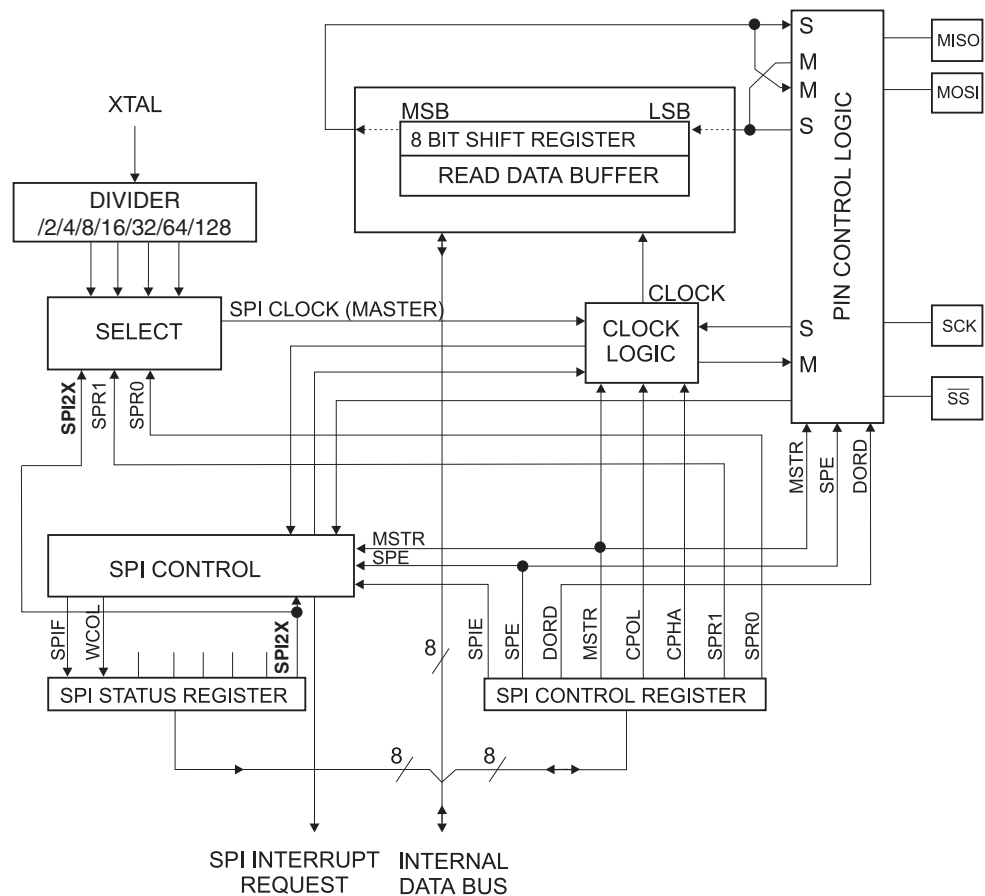 S
MISO
M
M
MOSI
XTAL
MSB
LSB
S
8 BIT SHIFT REGISTER
READ DATA BUFFER
DIVIDER
/2/4/8/16/32/64/128
PIN CONTROL LOGIC
SPI CLOCK (MASTER)
CLOCK
SELECT
CLOCK
LOGIC
S
SCK
M
SPI2X
SPR1
SPR0
SS
MSTR
SPE
DORD
MSTR
SPE
SPI CONTROL
SPIF
WCOL
SPI2X
8
SPIE
SPE
DORD
MSTR
CPOL
CPHA
SPR1
SPR0
SPI STATUS REGISTER
SPI CONTROL REGISTER
8
8
SPI INTERRUPT
REQUEST
INTERNAL
DATA BUS